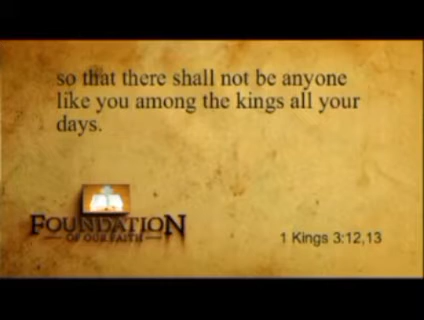 so that there shall not be anyone
like you among the kings all your
days.
FOUNDATION
OF OUR FAITH
1 Kings 3:12,13